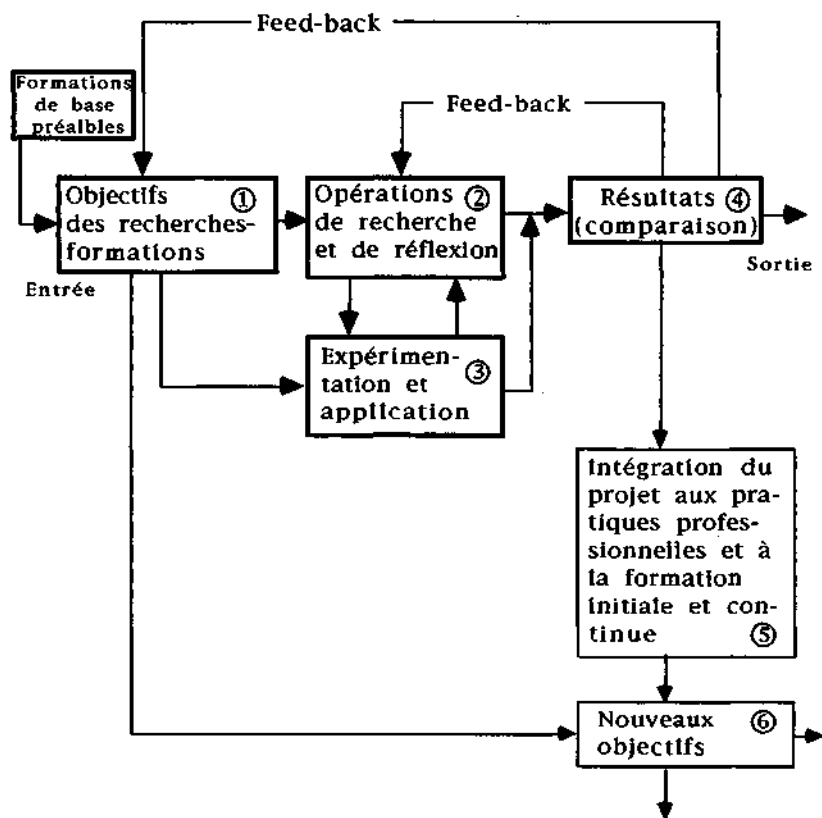 Feed-back
Formations
de base
préalbles
Feed-back
Objectifs ①
des recherches-
formations
Opérations ②
de recherche
et de réflexion
Résultats ④
(comparaison)
Entrée
Sortie
Expérimen-
tation et ③
application
Intégration du
projet aux pra-
tiques profes-
sionnelles et à
la formation
initiale et con-
tinue ⑤
Nouveaux ⑥
objectifs